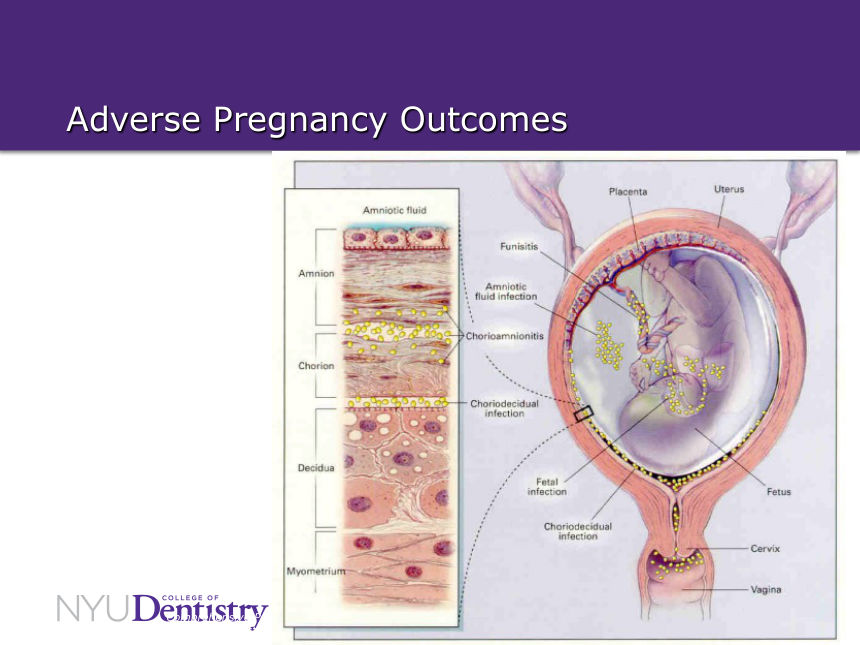 Adverse Pregnancy Outcomes
Amniotic fluid
Amnion
Chorion
Decidua
Myometrium
Placenta
Uterus
Funisitis
Amniotic
fluid infection
Chorioamnionitis
Choriodecidual
infection
Fetal
infection
Choriodecidual
infection
Fetus
Cervix
Vagina
COLLEGE OF
NYU Dentistry